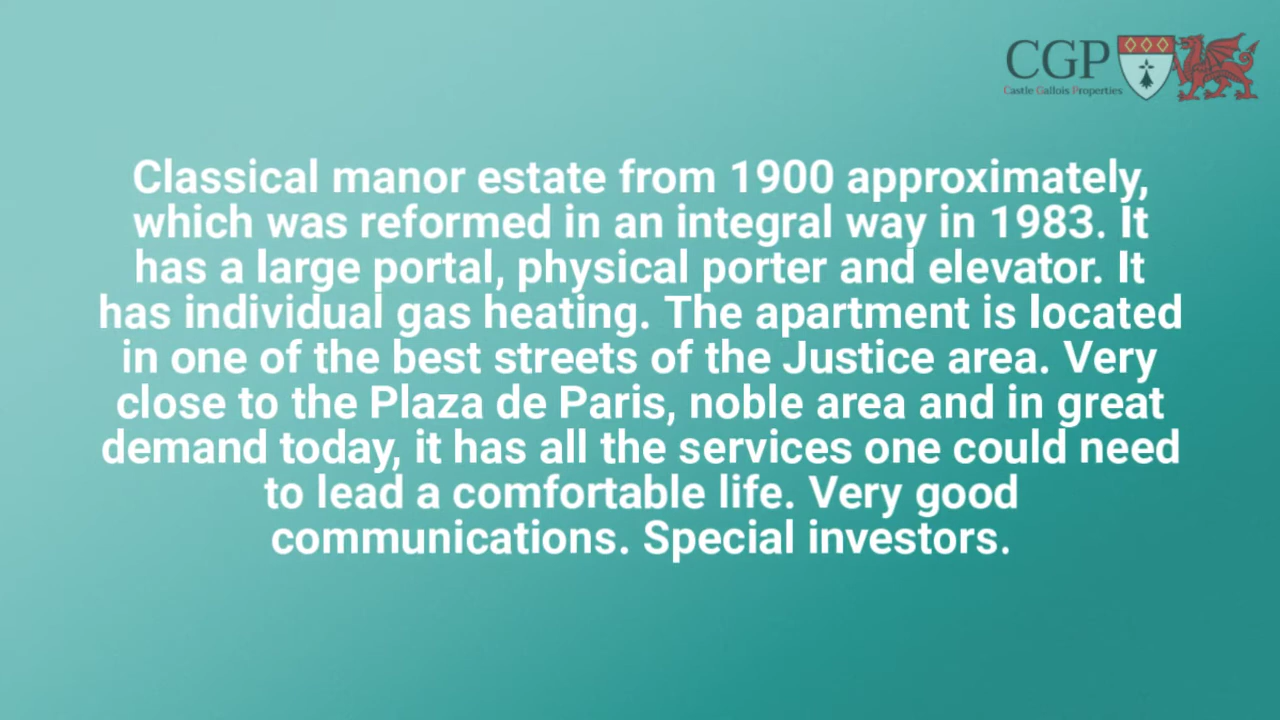 CGP
Castle Gallois Properties
Classical manor estate from 1900 approximately,
which was reformed in an integral way in 1983. It
has a large portal, physical porter and elevator. It
has individual gas heating. The apartment is located
in one of the best streets of the Justice area. Very
close to the Plaza de Paris, noble area and in great
demand today, it has all the services one could need
to lead a comfortable life. Very good
communications. Special investors.